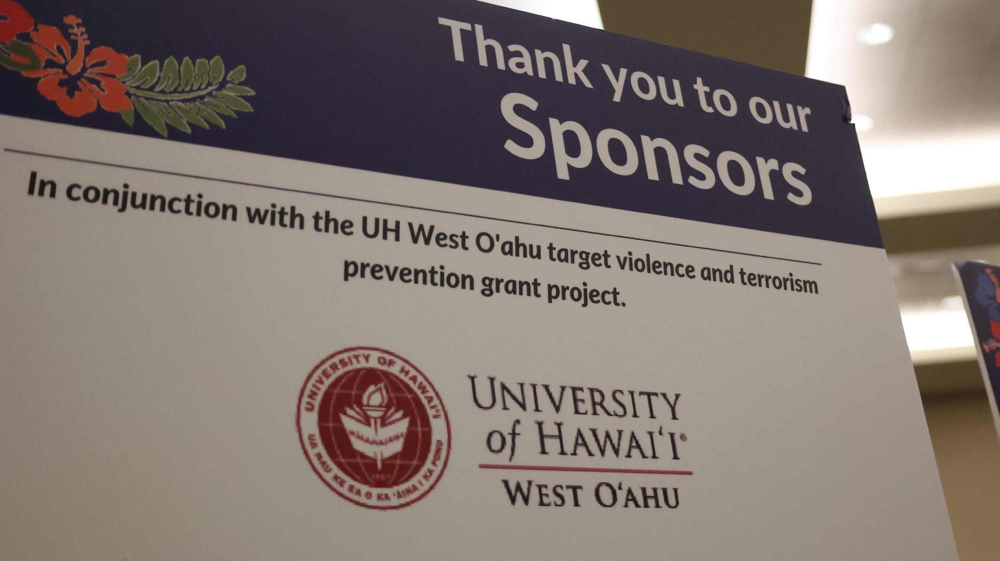 Thank you to our
Sponsors
In conjunction with the UH West O'ahu target violence and terrorism
prevention grant project.
UNIVERSITY OF HAWAI‘I
UA MAU KE EA O KA ‘ĀINA I KA PONO
1907
UNIVERSITY
of HAWAI‘I®
WEST O‘AHU